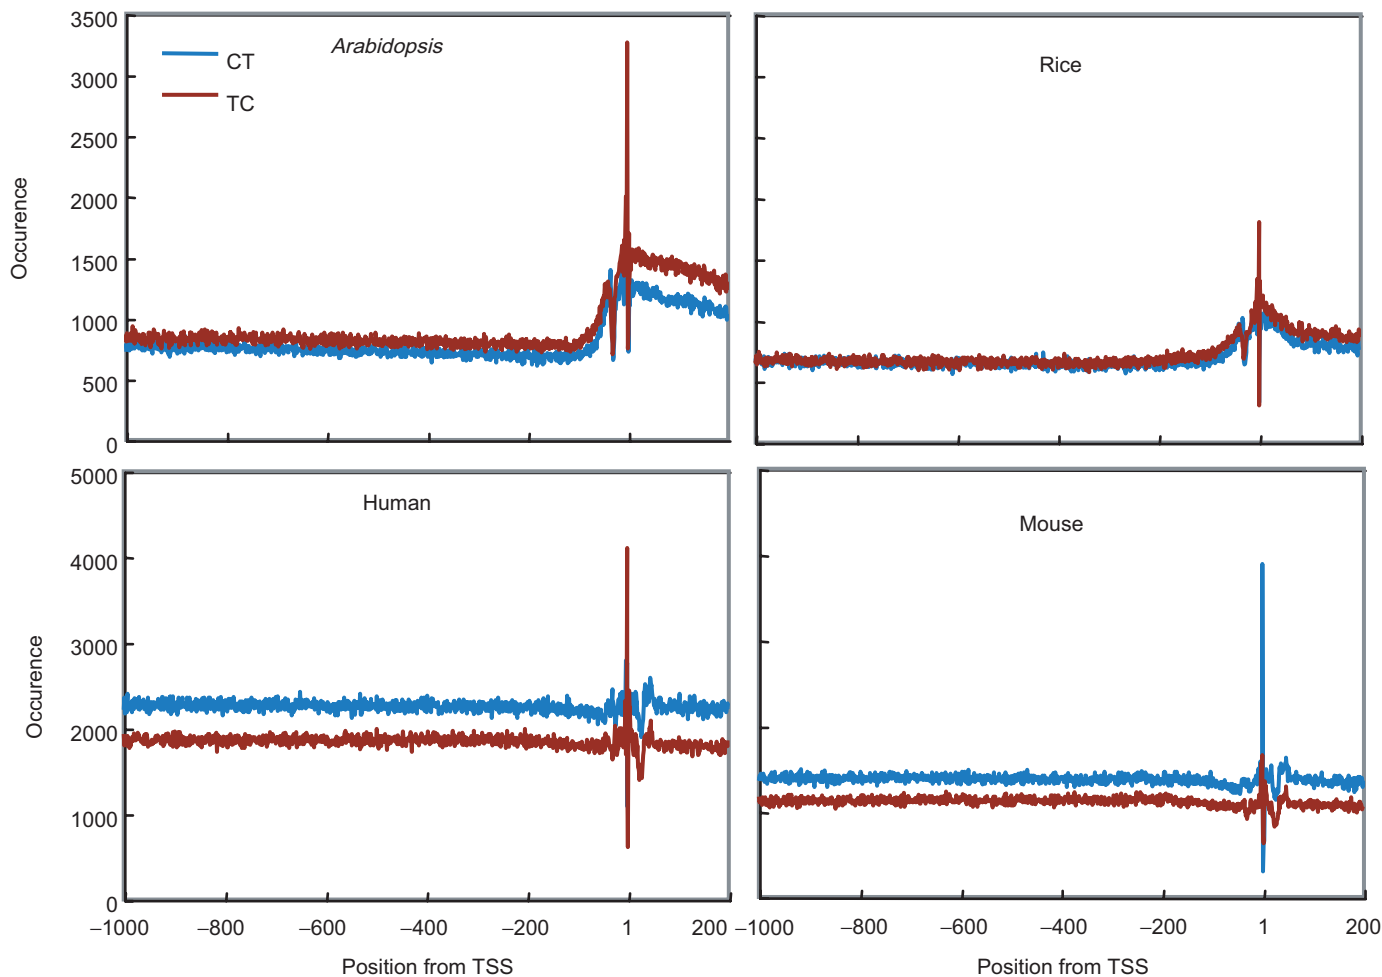 3500
3000
2500
2000
1500
1000
500
0
Occurence
CT
TC
Arabidopsis
Rice
5000
4000
3000
2000
1000
0
Occurence
Human
Mouse
–1000 –800 –600 –400 –200 1 200
–1000 –800 –600 –400 –200 1 200
Position from TSS
Position from TSS